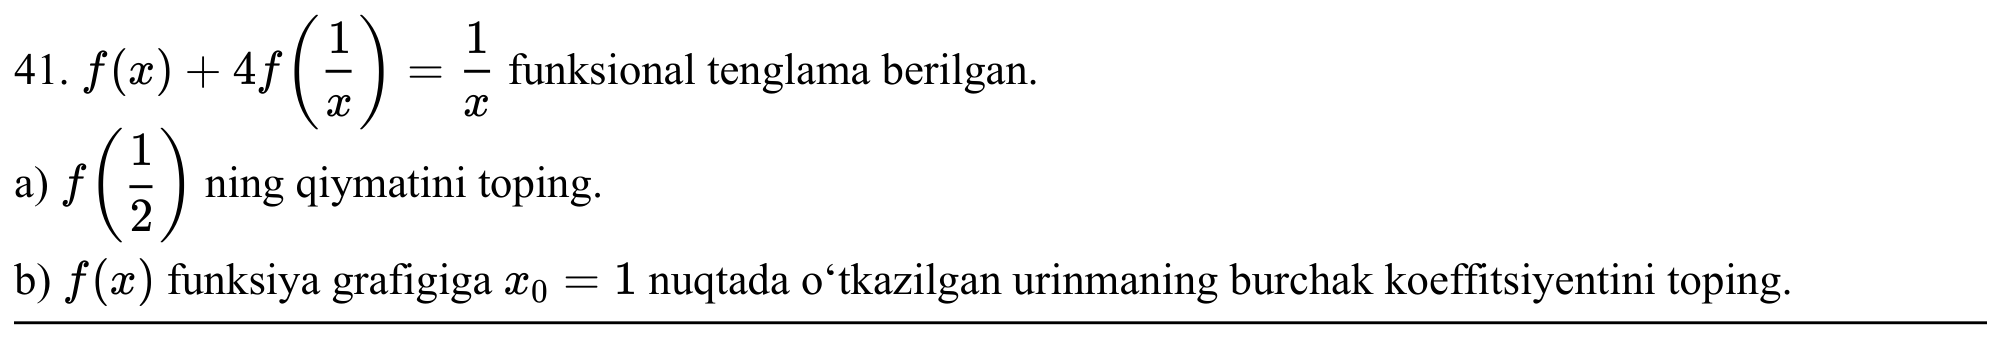 41. f(x) + 4f(1/x) = 1/x funksional tenglama berilgan.
a) f(1/2) ning qiymatini toping.
b) f(x) funksiya grafigiga x₀ = 1 nuqtada o‘tkazilgan urinmaning burchak koeffitsiyentini toping.